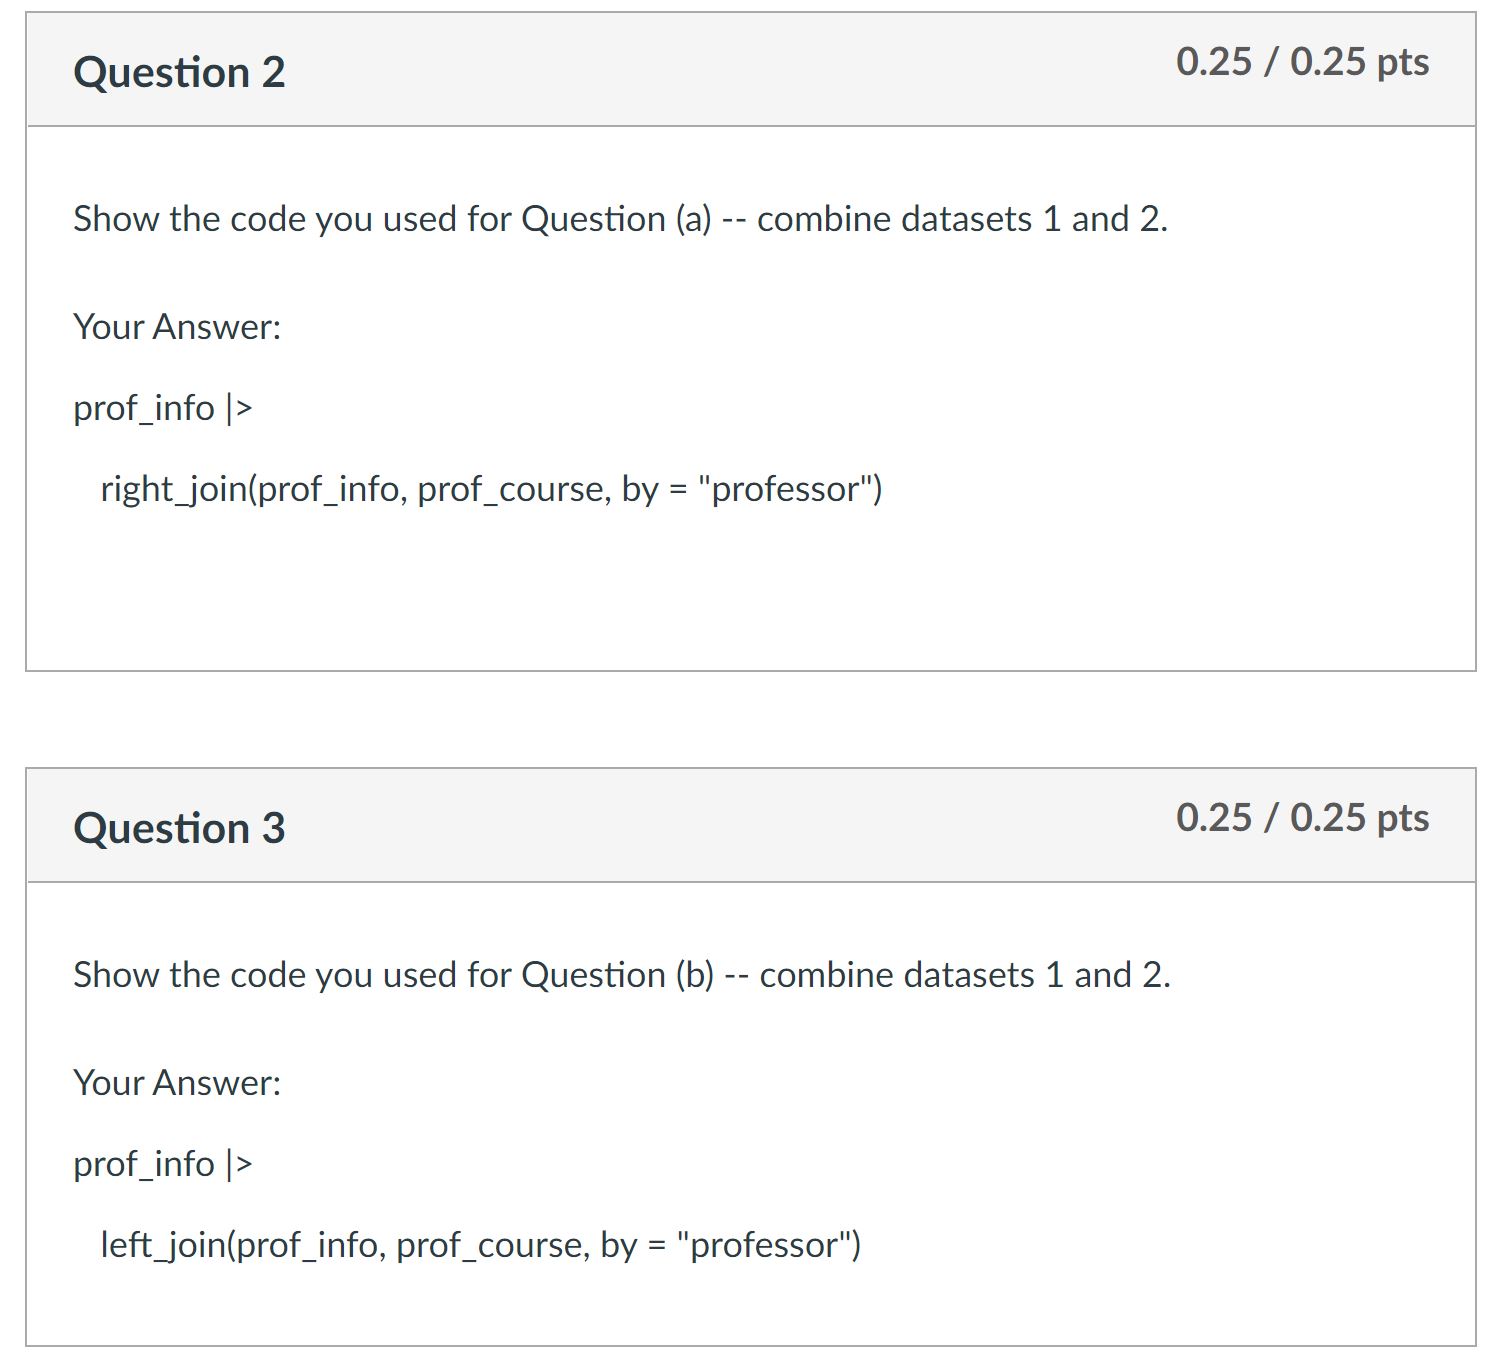 Question 2
0.25 / 0.25 pts
Show the code you used for Question (a) -- combine datasets 1 and 2.
Your Answer:
prof_info |>
right_join(prof_info, prof_course, by = "professor")
Question 3
0.25 / 0.25 pts
Show the code you used for Question (b) -- combine datasets 1 and 2.
Your Answer:
prof_info |>
left_join(prof_info, prof_course, by = "professor")